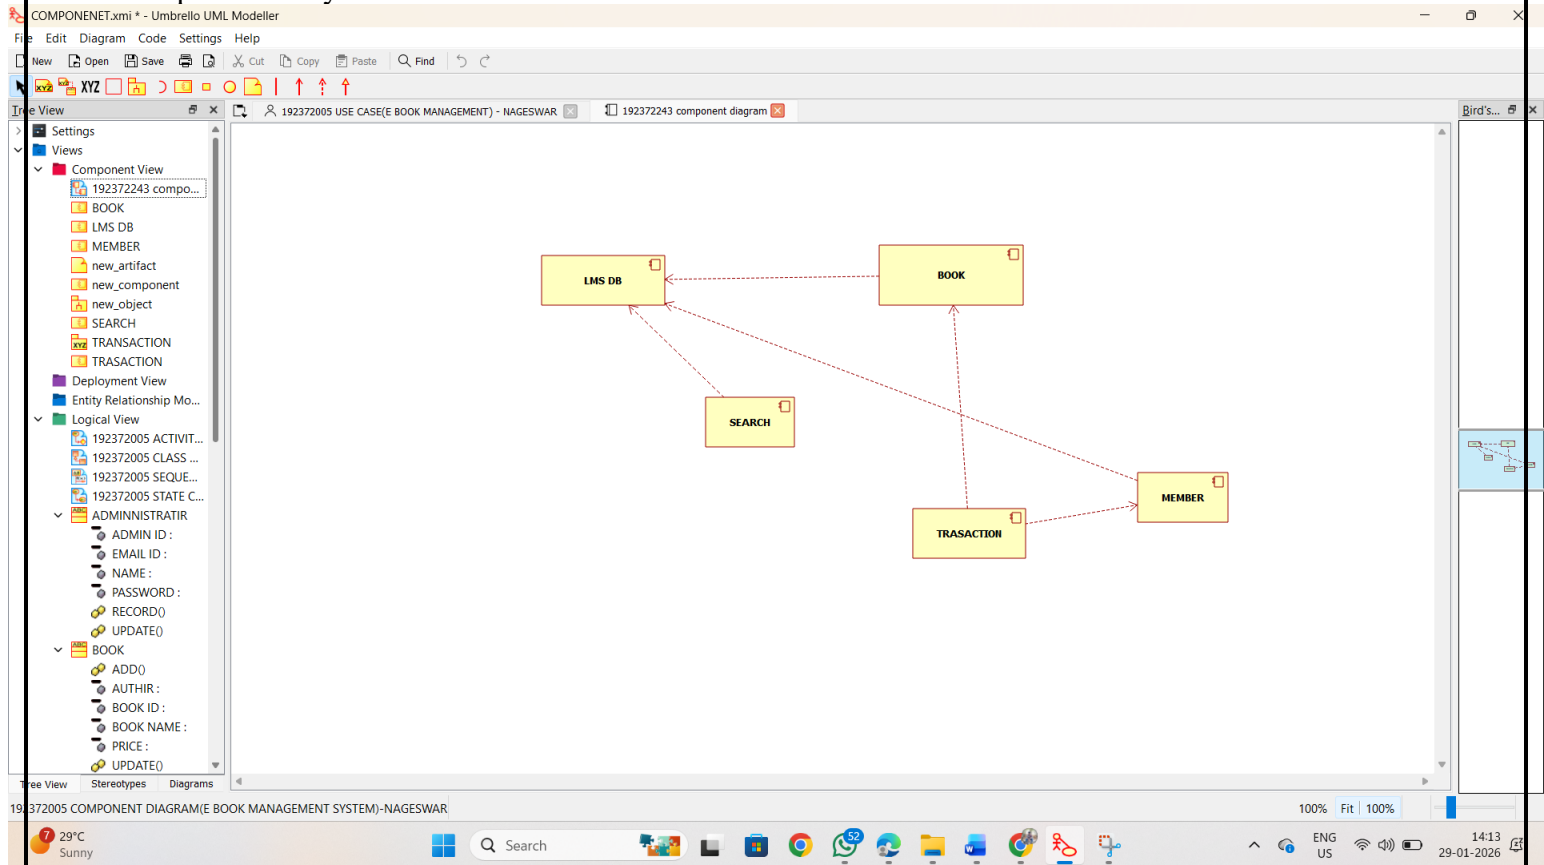 COMPONENET.xmi * - Umbrello UML Modeller
File Edit Diagram Code Settings Help
New Open Save Cut Copy Paste Find
XYZ
Tree View
192372005 USE CASE(E BOOK MANAGEMENT) - NAGESWAR
192372243 component diagram
Bird's...
Settings
Views
Component View
192372243 compo...
BOOK
LMS DB
MEMBER
new_artifact
new_component
new_object
SEARCH
TRANSACTION
TRASACTION
Deployment View
Entity Relationship Mo...
Logical View
192372005 ACTIVIT...
192372005 CLASS ...
192372005 SEQUE...
192372005 STATE C...
ADMINNISTRATIR
ADMIN ID :
EMAIL ID :
NAME :
PASSWORD :
RECORD()
UPDATE()
BOOK
ADD()
AUTHIR :
BOOK ID :
BOOK NAME :
PRICE :
UPDATE()
LMS DB
BOOK
SEARCH
MEMBER
TRASACTION
Tree View Stereotypes Diagrams
192372005 COMPONENT DIAGRAM(E BOOK MANAGEMENT SYSTEM)-NAGESWAR
100% Fit 100%
7
29°C
Sunny
Search
52
ENG
US
14:13
29-01-2026